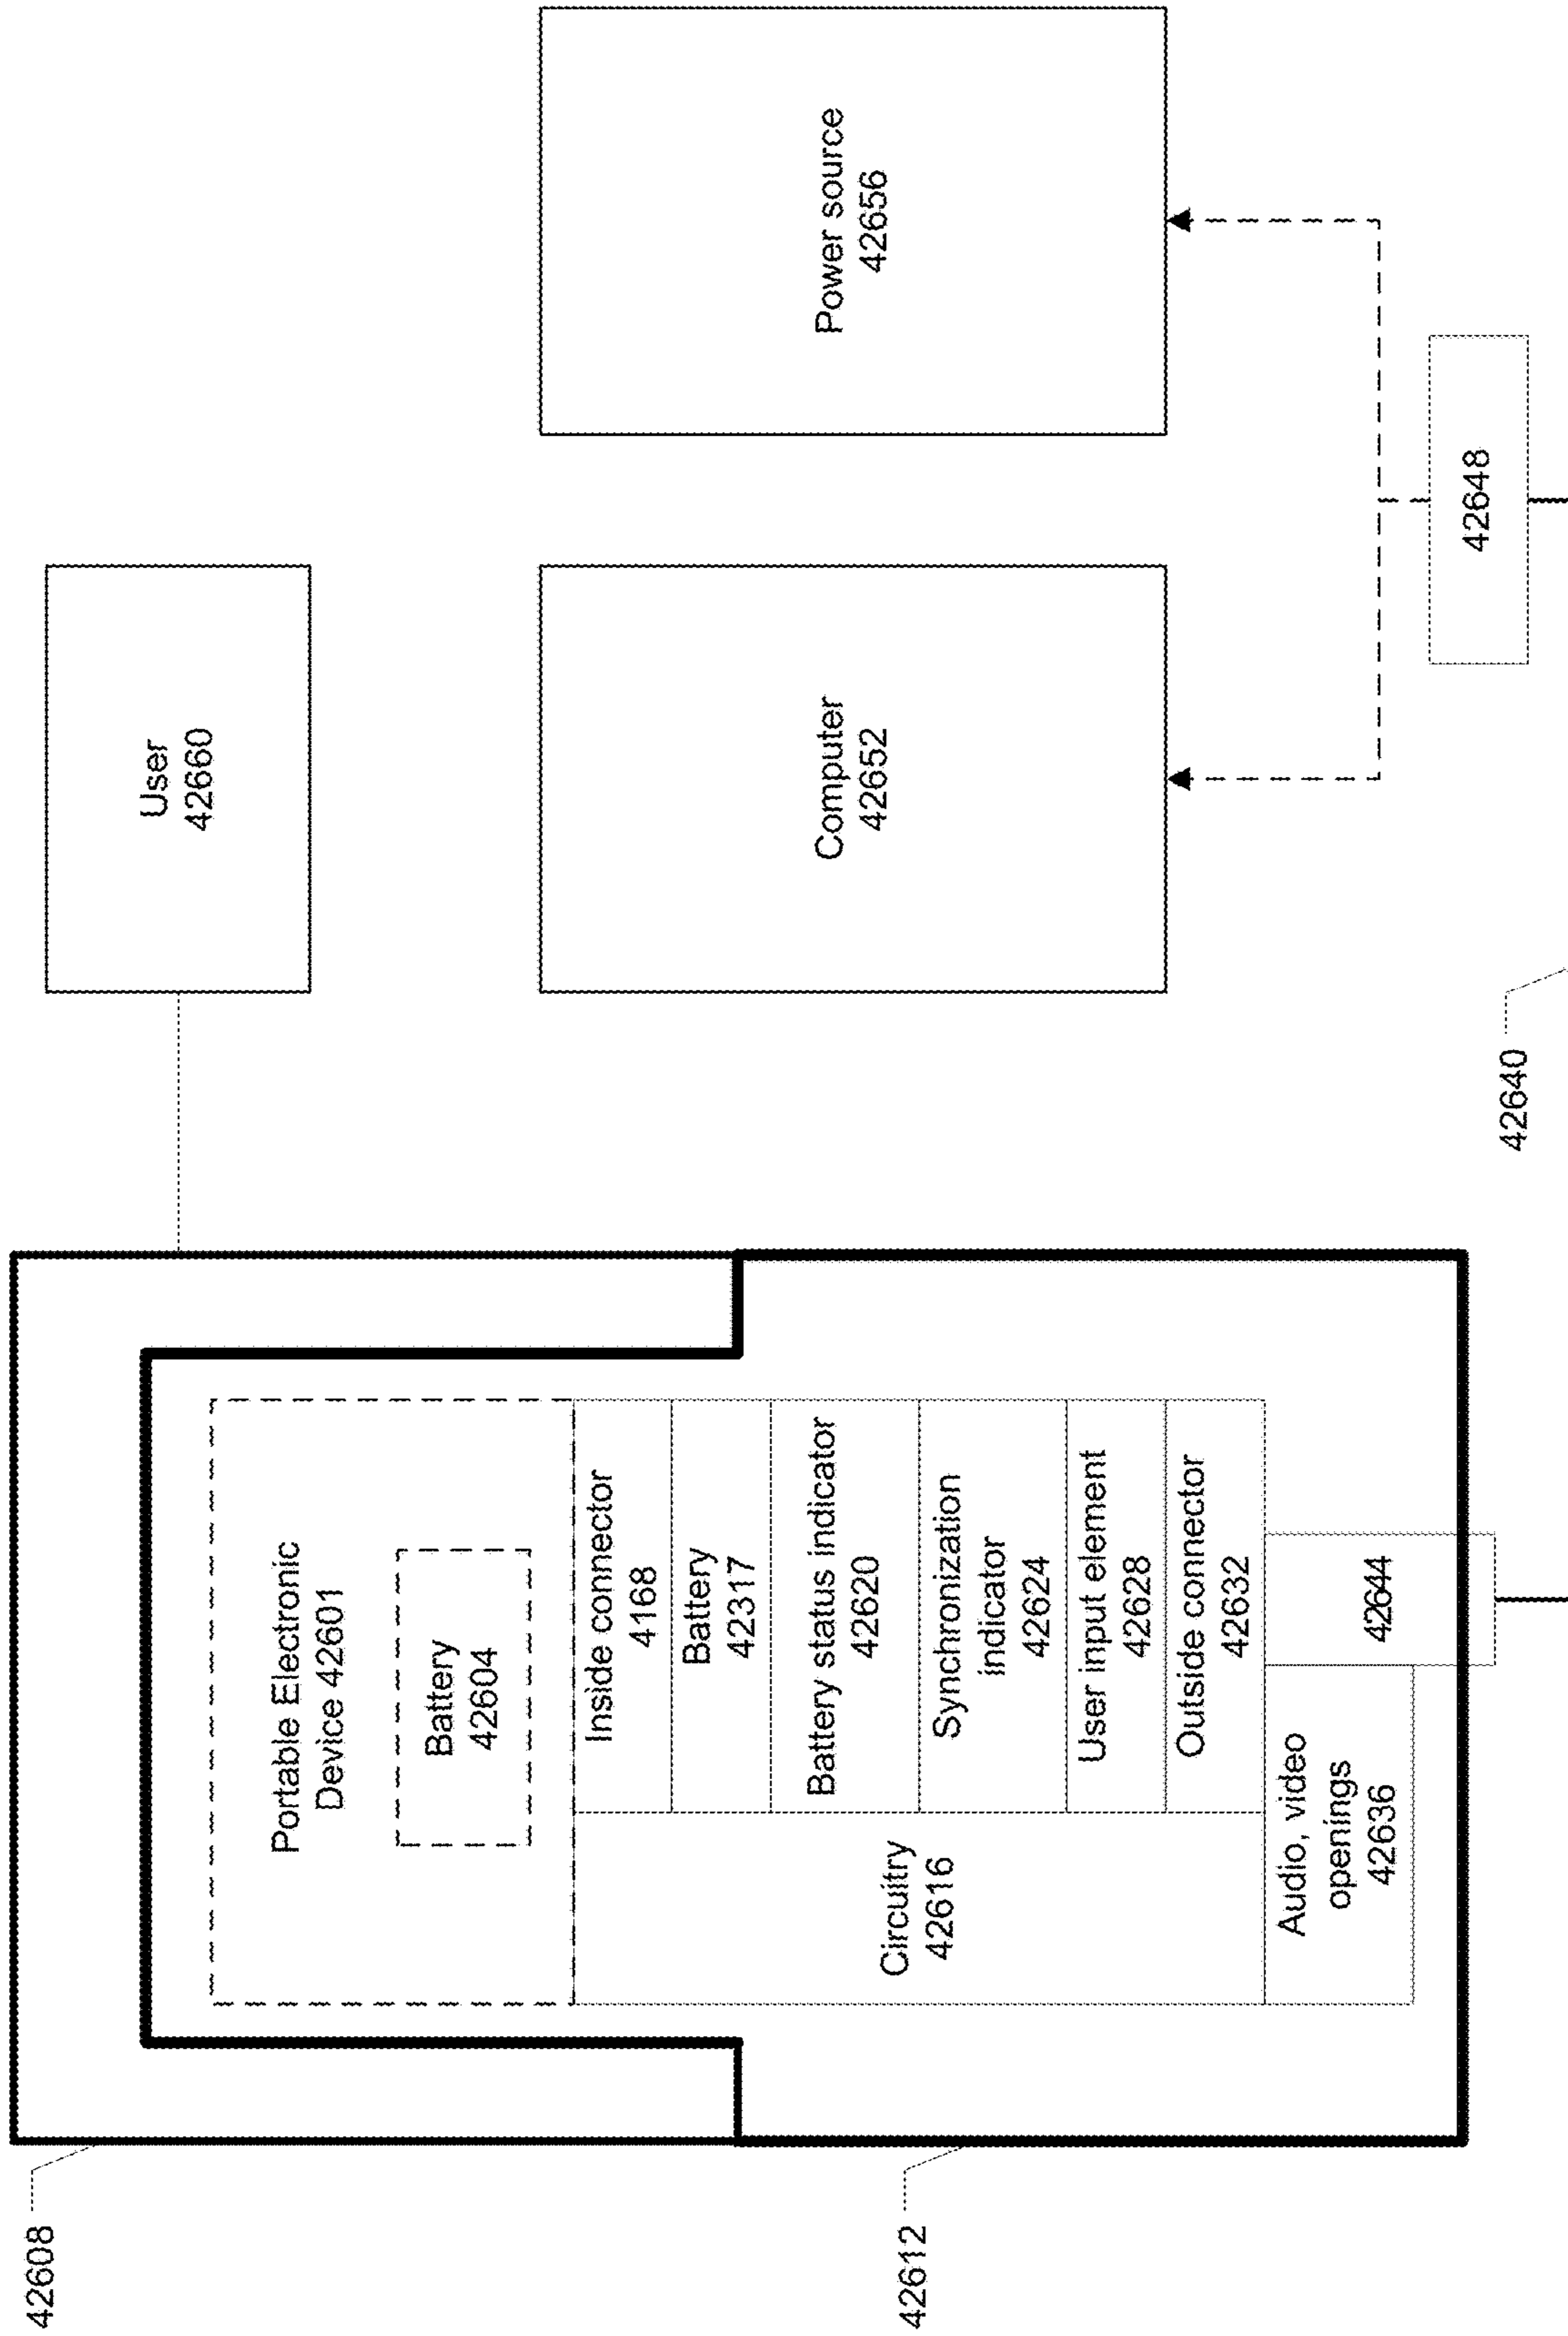 42608
42612
Portable Electronic
Device 42601
Battery
42604
Circuitry
42616
Inside connector
4168
Battery
42317
Battery status indicator
42620
Synchronization
indicator
42624
User input element
42628
Outside connector
42632
Audio, video
openings
42636
42644
User
42660
Computer
42652
Power source
42656
42640
42648